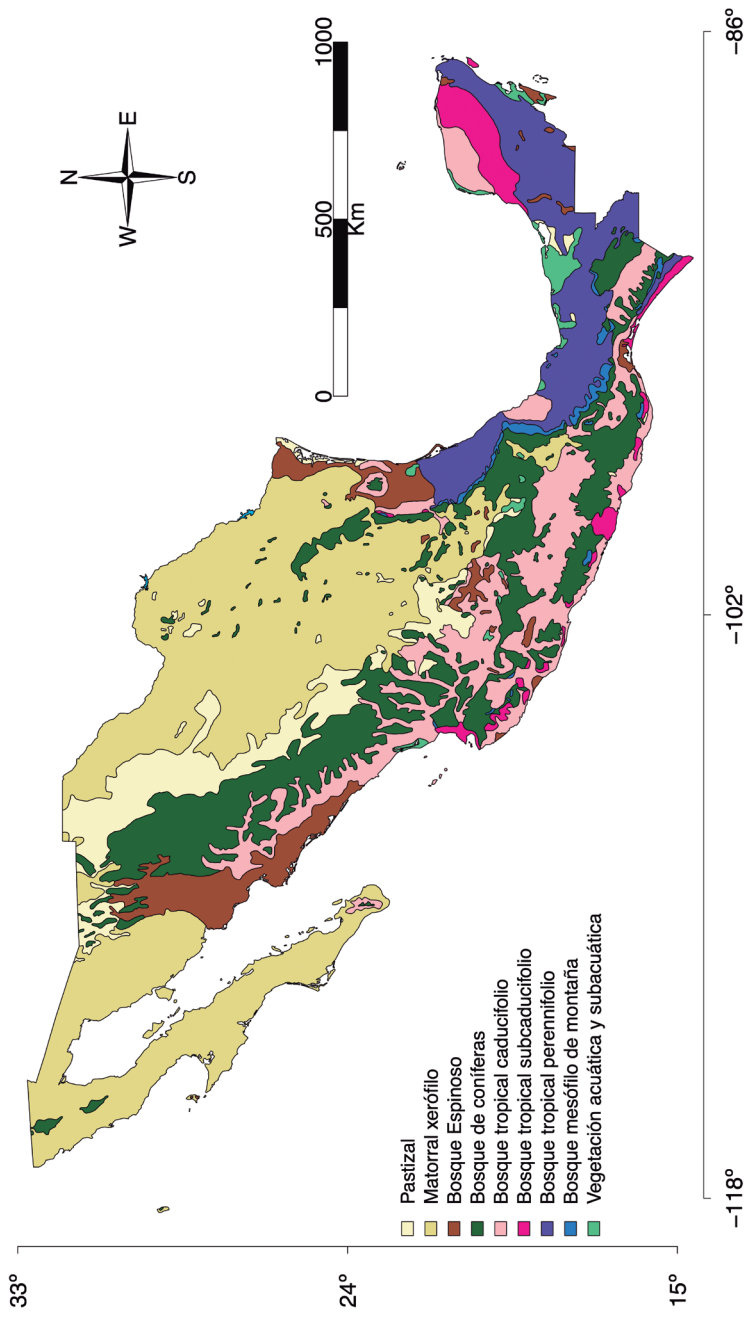 33°
24°
15°
N
W
E
S
0
500
1000
Km
Pastizal
Matorral xerófilo
Bosque Espinoso
Bosque de coníferas
Bosque tropical caducifolio
Bosque tropical subcaducifolio
Bosque tropical perennifolio
Bosque mesófilo de montaña
Vegetación acuática y subacuática
−118°
−102°
−86°